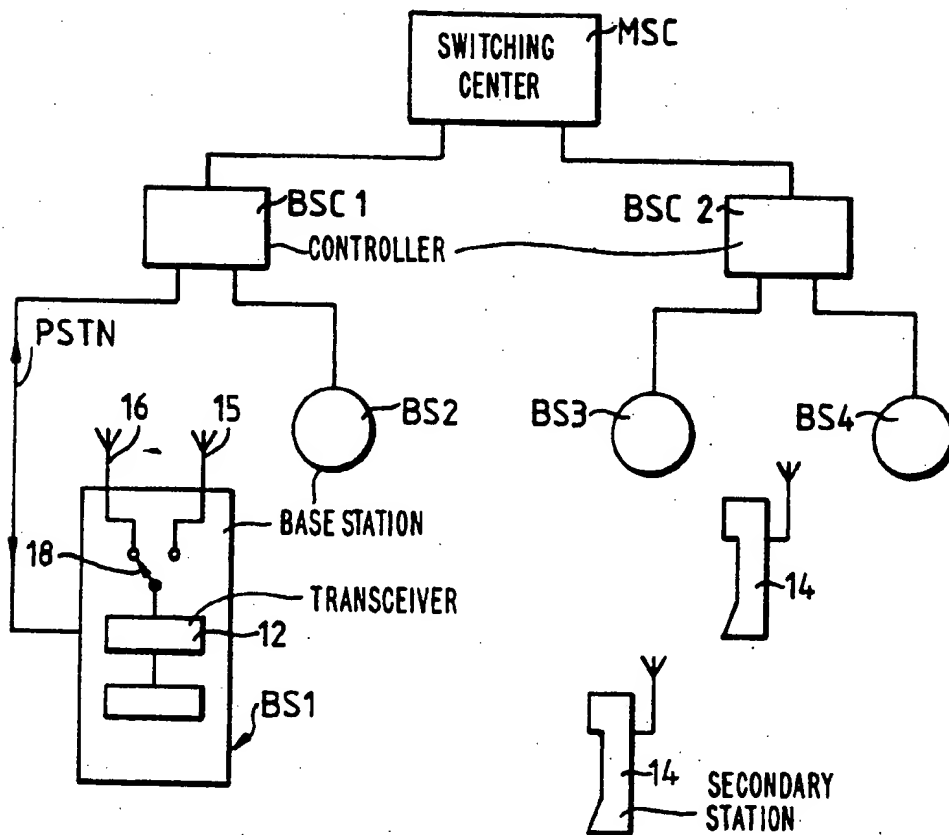 MSC
SWITCHING
CENTER
BSC 1
BSC 2
CONTROLLER
PSTN
16
15
BS2
BS3
BS4
BASE STATION
18
TRANSCEIVER
12
14
BS1
14
SECONDARY
STATION